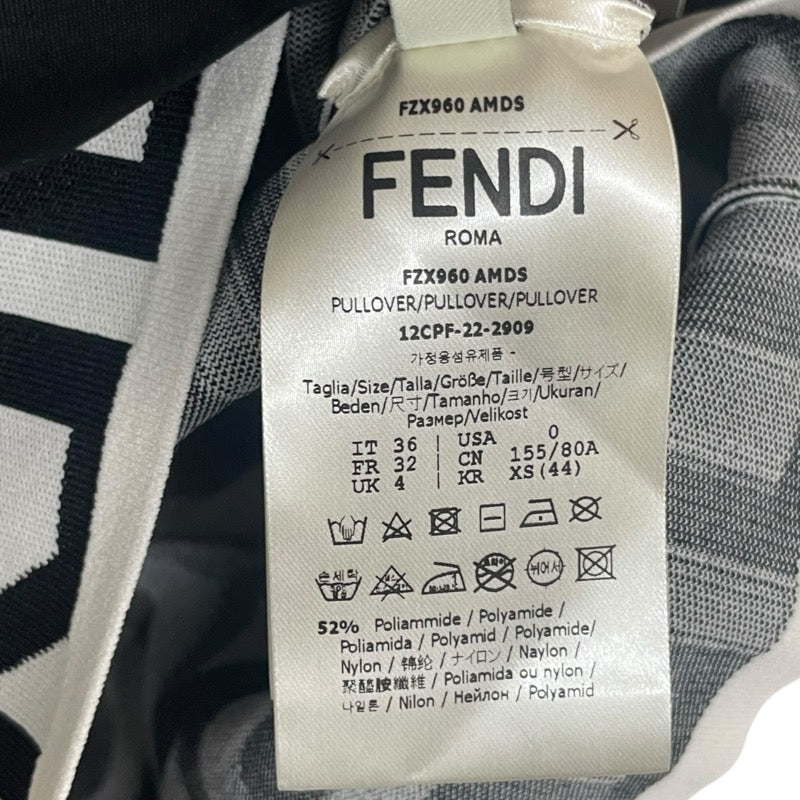 FZX960 AMDS
FENDI
ROMA
FZX960 AMDS
PULLOVER/PULLOVER/PULLOVER
12CPF-22-2909
가정용섬유제품 -
Taglia/Size/Talla/Größe/Taille/号型/サイズ/
Beden/尺寸/Tamanho/크기/Ukuran/
Размер/Velikost
IT 36 | USA 0
FR 32 | CN 155/80A
UK 4 | KR XS(44)
손세탁
뉘어서
52% Poliammide / Polyamide /
Poliamida / Polyamid / Polyamide/
Nylon / 锦纶 / ナイロン / Naylon /
聚醯胺纖維 / Poliamida ou nylon /
나일론 / Nilon / Нейлон / Polyamid